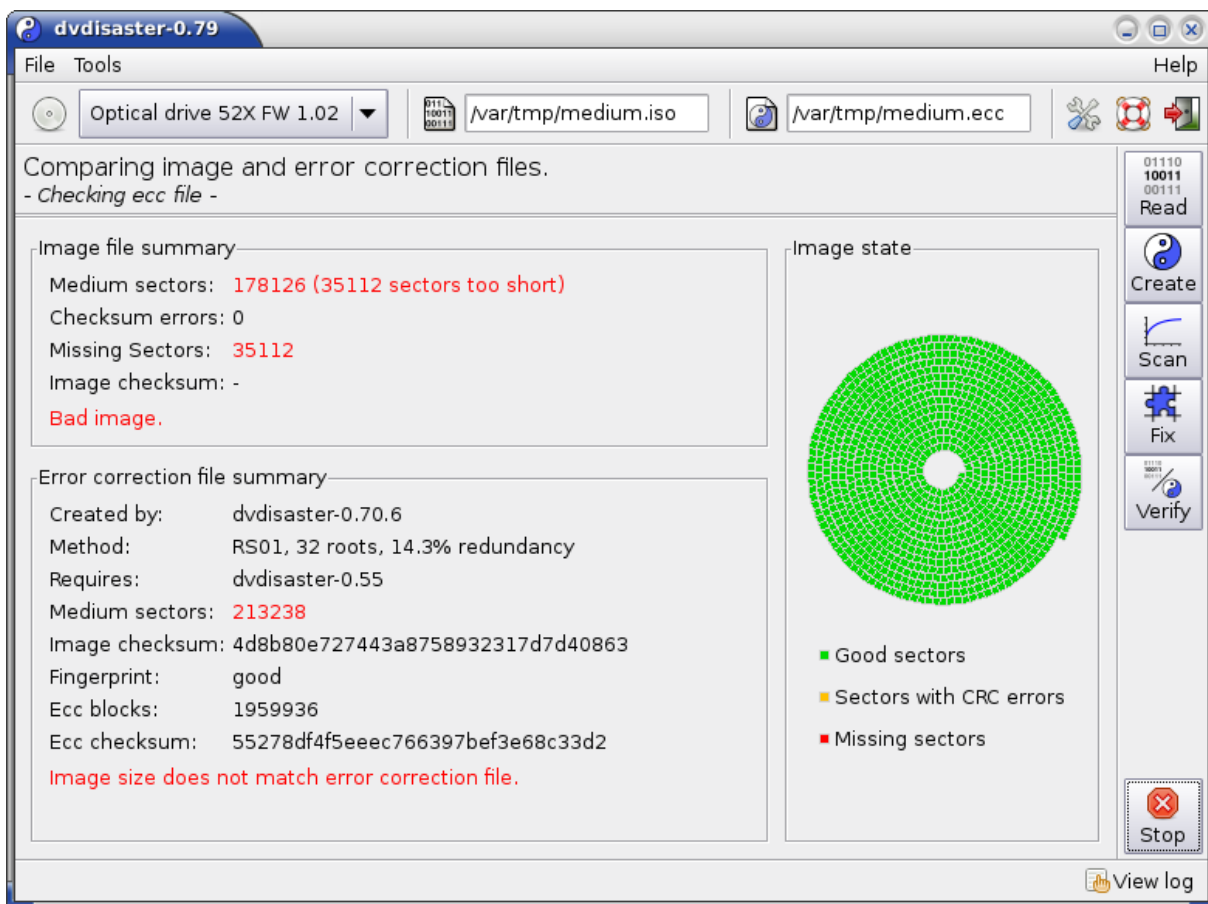 dvdisaster-0.79
File Tools Help
Optical drive 52X FW 1.02 /var/tmp/medium.iso /var/tmp/medium.ecc
Comparing image and error correction files.
- Checking ecc file -
Image file summary
Medium sectors: 178126 (35112 sectors too short)
Checksum errors: 0
Missing Sectors: 35112
Image checksum: -
Bad image.
Error correction file summary
Created by: dvdisaster-0.70.6
Method: RS01, 32 roots, 14.3% redundancy
Requires: dvdisaster-0.55
Medium sectors: 213238
Image checksum: 4d8b80e727443a8758932317d7d40863
Fingerprint: good
Ecc blocks: 1959936
Ecc checksum: 55278df4f5eeec766397bef3e68c33d2
Image size does not match error correction file.
Image state
Good sectors
Sectors with CRC errors
Missing sectors
01110
10011
00111
Read
Create
Scan
Fix
Verify
Stop
View log